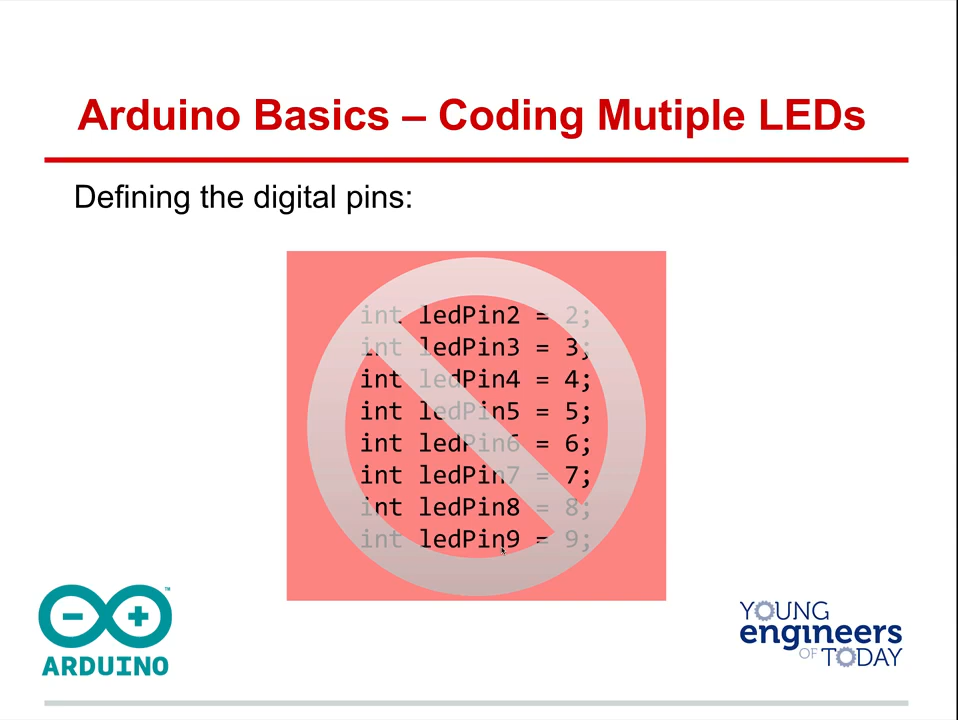 Arduino Basics – Coding Mutiple LEDs
Defining the digital pins:
int ledPin2 = 2;
int ledPin3 = 3;
int ledPin4 = 4;
int ledPin5 = 5;
int ledPin6 = 6;
int ledPin7 = 7;
int ledPin8 = 8;
int ledPin9 = 9;
TM
ARDUINO
YOUNG
engineers
OF TODAY